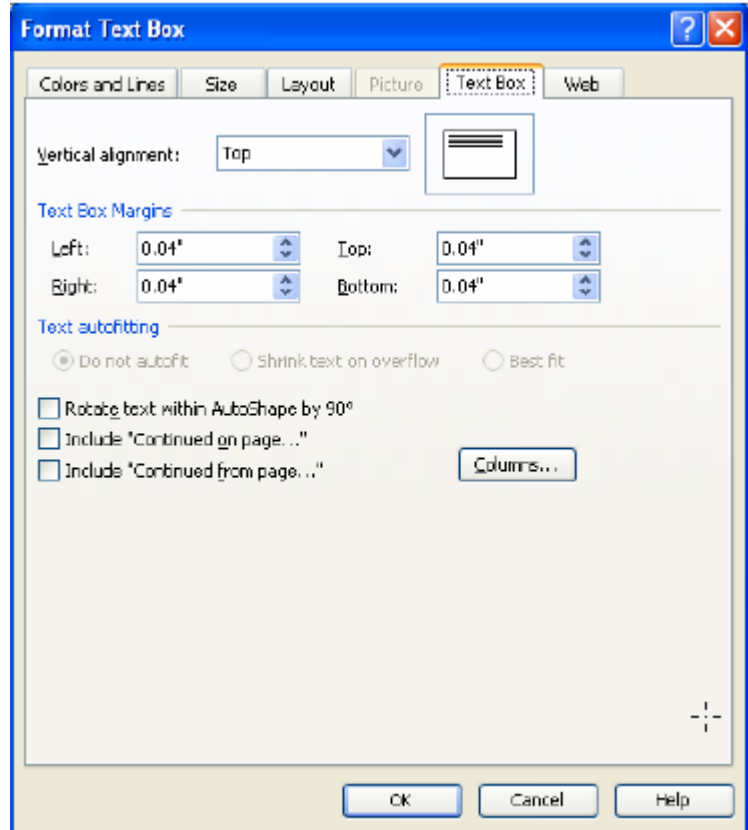 Format Text Box
Colors and Lines Size Layout Picture Text Box Web
Vertical alignment: Top
Text Box Margins
Left: 0.04" Top: 0.04"
Right: 0.04" Bottom: 0.04"
Text autofitting
Do not autofit Shrink text on overflow Best fit
Rotate text within AutoShape by 90º
Include "Continued on page..."
Include "Continued from page..." Columns...
OK Cancel Help